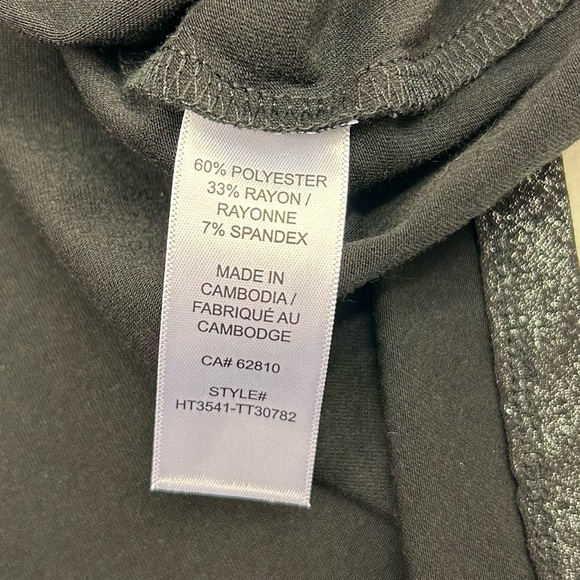 60% POLYESTER
33% RAYON /
RAYONNE
7% SPANDEX
MADE IN
CAMBODIA /
FABRIQUÉ AU
CAMBODGE
CA# 62810
STYLE#
HT3541-TT30782